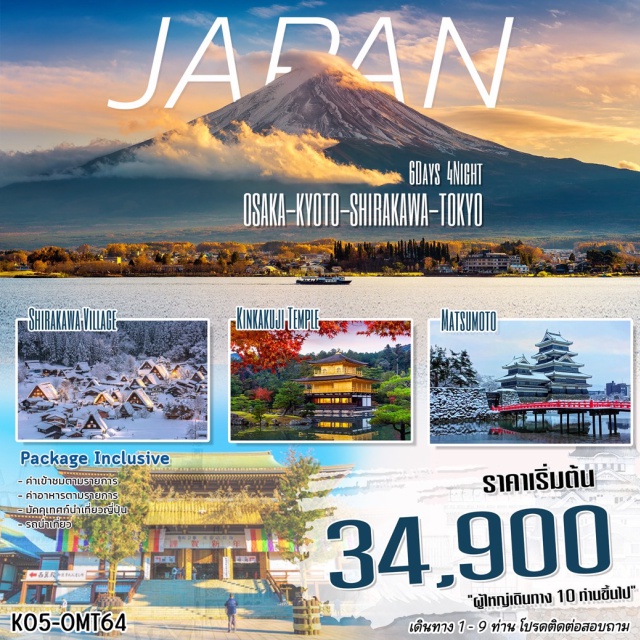 JAPAN
6Days 4Night
OSAKA-KYOTO-SHIRAKAWA-TOKYO
Shirakawa Village
Kinkakuji Temple
Matsumoto
Package Inclusive
- ค่าเข้าชมตามรายการ
- ค่าอาหารตามรายการ
- มัคคุเทศก์นำเที่ยวญี่ปุ่น
- รถนำเที่ยว
ราคาเริ่มต้น
34,900
"ผู้ใหญ่เดินทาง 10 ท่านขึ้นไป"
KO5-OMT64
เดินทาง 1 - 9 ท่าน โปรดติดต่อสอบถาม